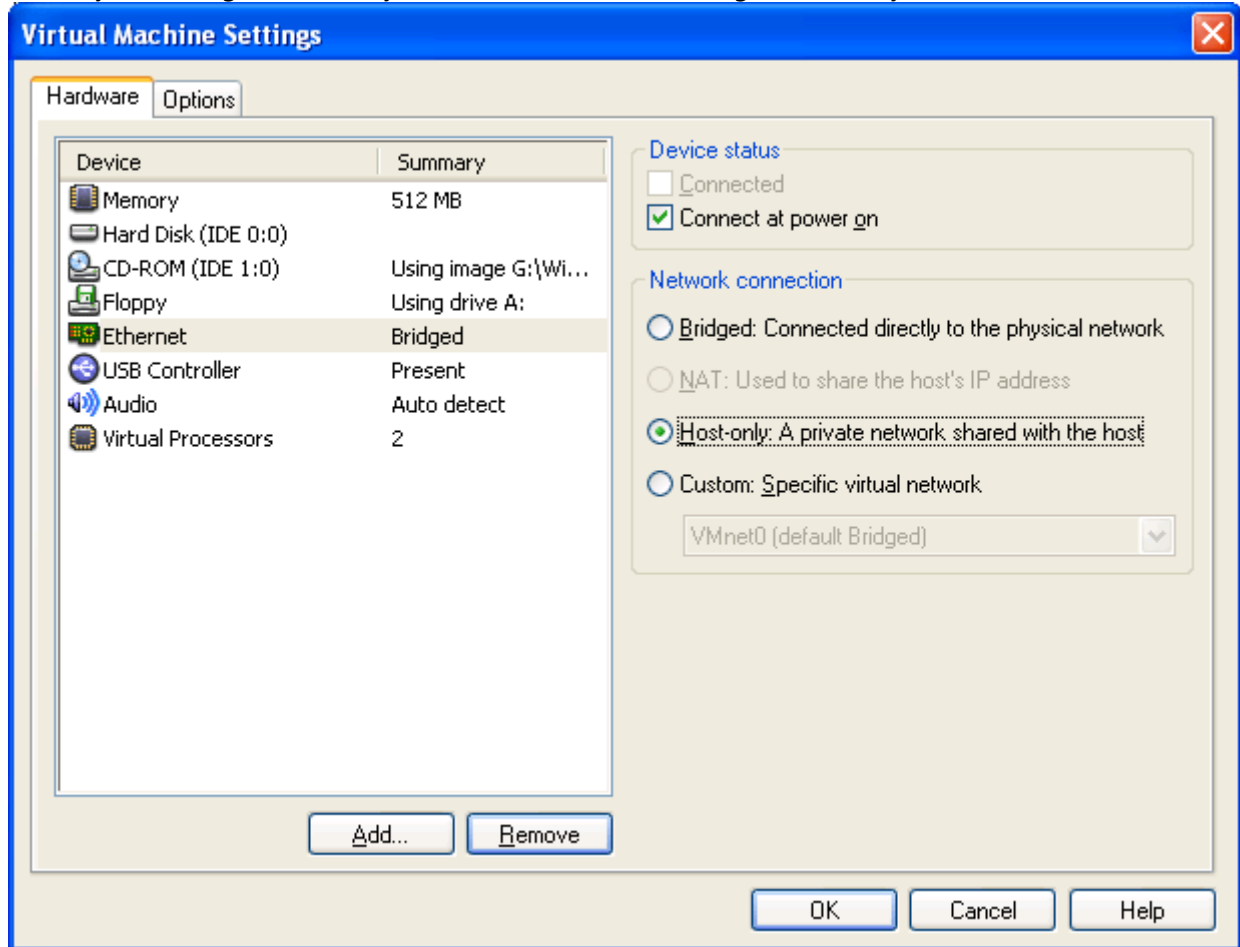 Virtual Machine Settings
Hardware Options
Device Summary
Memory 512 MB
Hard Disk (IDE 0:0)
CD-ROM (IDE 1:0) Using image G:\Wi...
Floppy Using drive A:
Ethernet Bridged
USB Controller Present
Audio Auto detect
Virtual Processors 2
Add... Remove
Device status
Connected
Connect at power on
Network connection
Bridged: Connected directly to the physical network
NAT: Used to share the host's IP address
Host-only: A private network shared with the host
Custom: Specific virtual network
VMnet0 (default Bridged)
OK Cancel Help